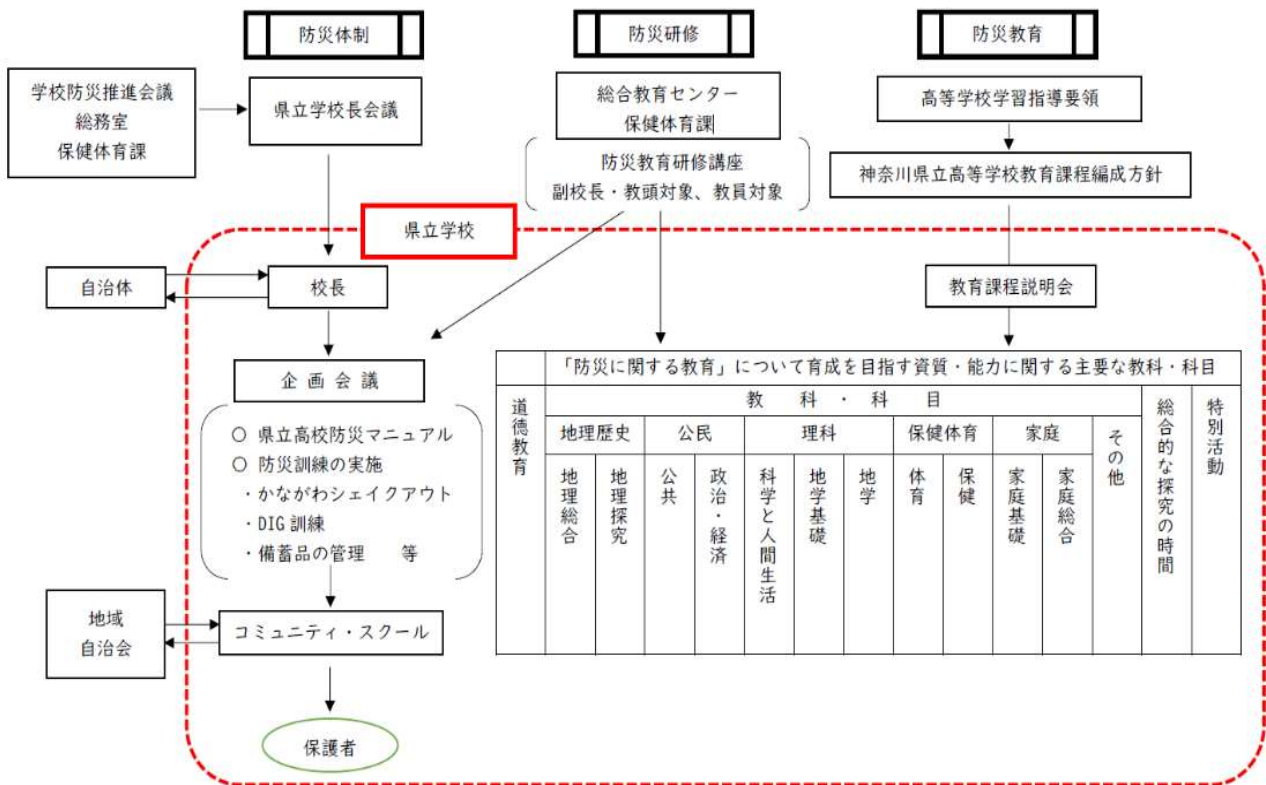 防災体制
防災研修
防災教育
学校防災推進会議
総務室
保健体育課
県立学校長会議
総合教育センター
保健体育課
防災教育研修講座
副校長・教頭対象、教員対象
高等学校学習指導要領
神奈川県立高等学校教育課程編成方針
県立学校
自治体
校長
教育課程説明会
企 画 会 議
○ 県立高校防災マニュアル
○ 防災訓練の実施
・かながわシェイクアウト
・DIG 訓練
・備蓄品の管理　等
地域
自治会
コミュニティ・スクール
保護者
「防災に関する教育」について育成を目指す資質・能力に関する主要な教科・科目
道徳教育
教 科 ・ 科 目
総合的な探究の時間
特別活動
地理歴史
公民
理科
保健体育
家庭
その他
地理総合
地理探究
公共
政治・経済
科学と人間生活
地学基礎
地学
体育
保健
家庭基礎
家庭総合